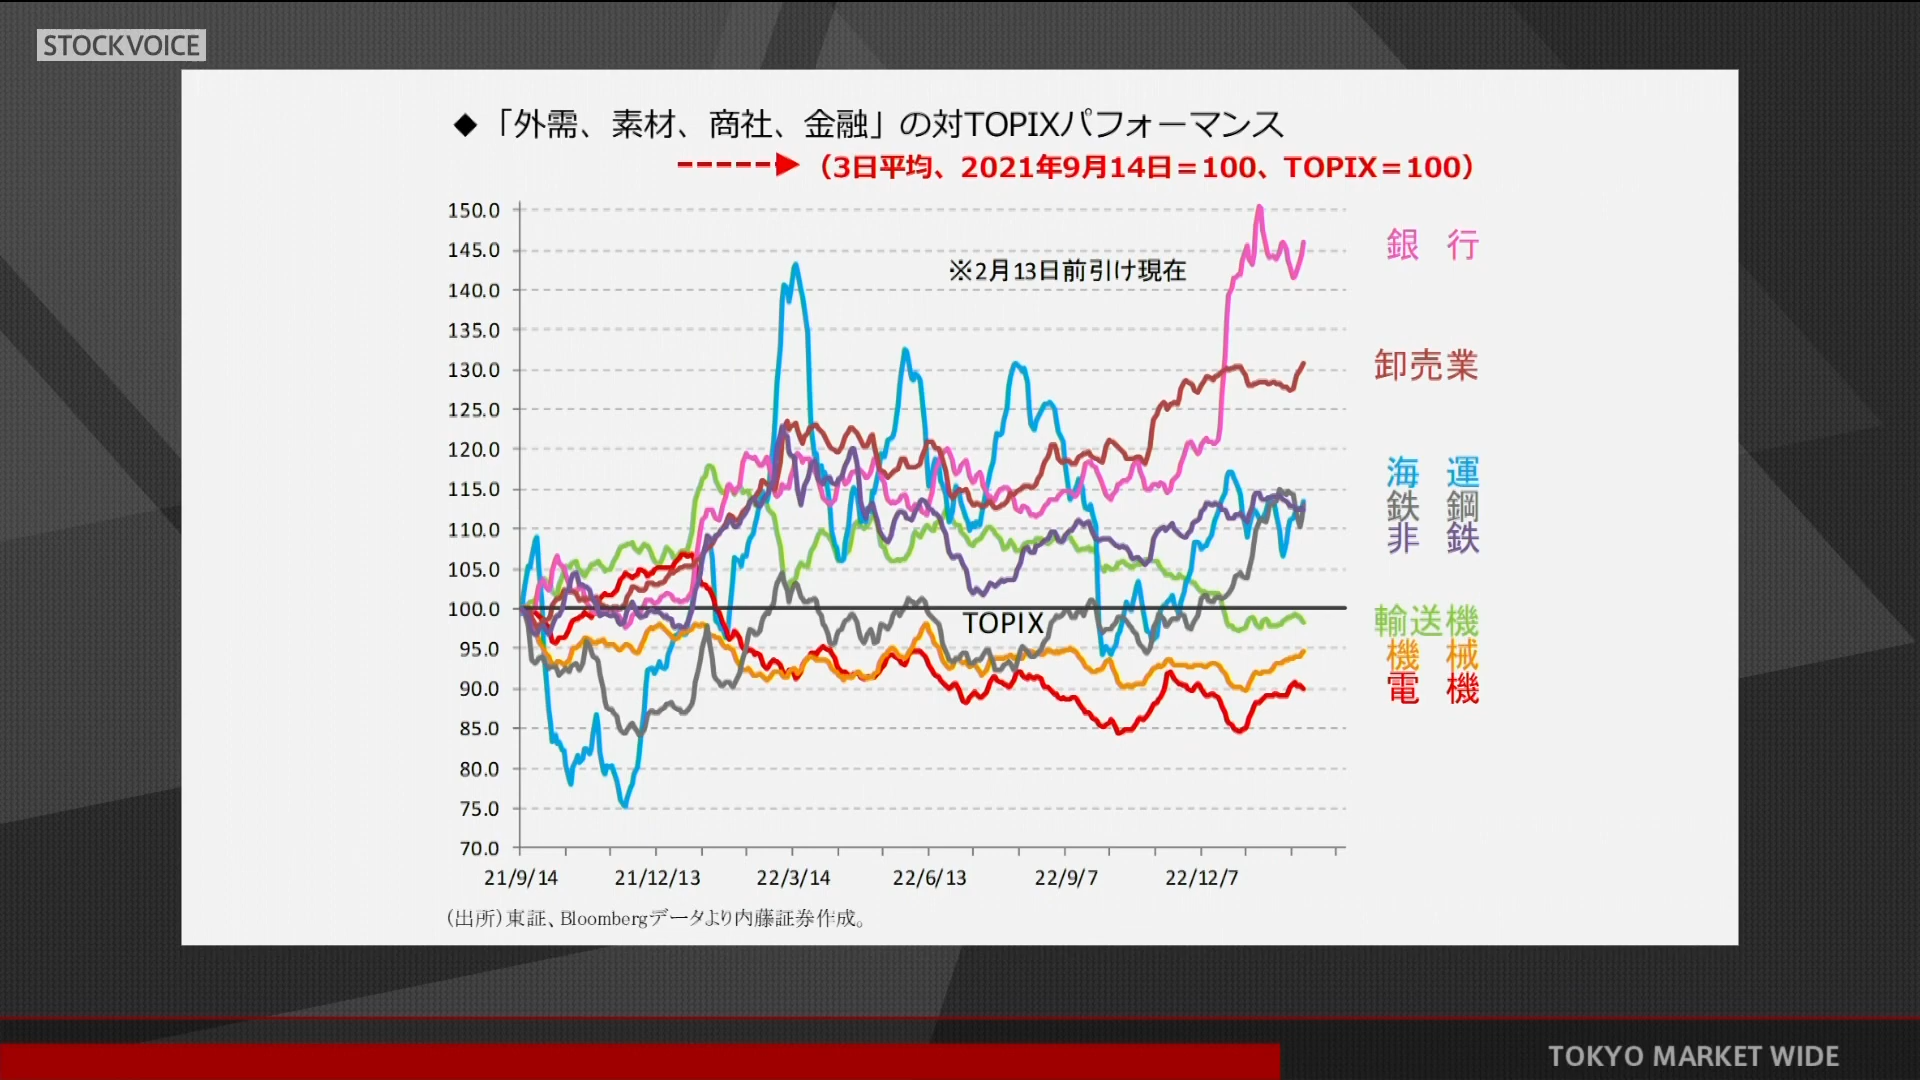 STOCKVOICE
◆「外需、素材、商社、金融」の対TOPIXパフォーマンス
（3日平均、2021年9月14日＝100、TOPIX＝100）
150.0
145.0
140.0
135.0
130.0
125.0
120.0
115.0
110.0
105.0
100.0
95.0
90.0
85.0
80.0
75.0
70.0
※2月13日前引け現在
TOPIX
銀 行
卸売業
海 運
鉄 鋼
非 鉄
輸送機
機 械
電 機
21/9/14 21/12/13 22/3/14 22/6/13 22/9/7 22/12/7
（出所）東証、Bloombergデータより内藤証券作成。
TOKYO MARKET WIDE